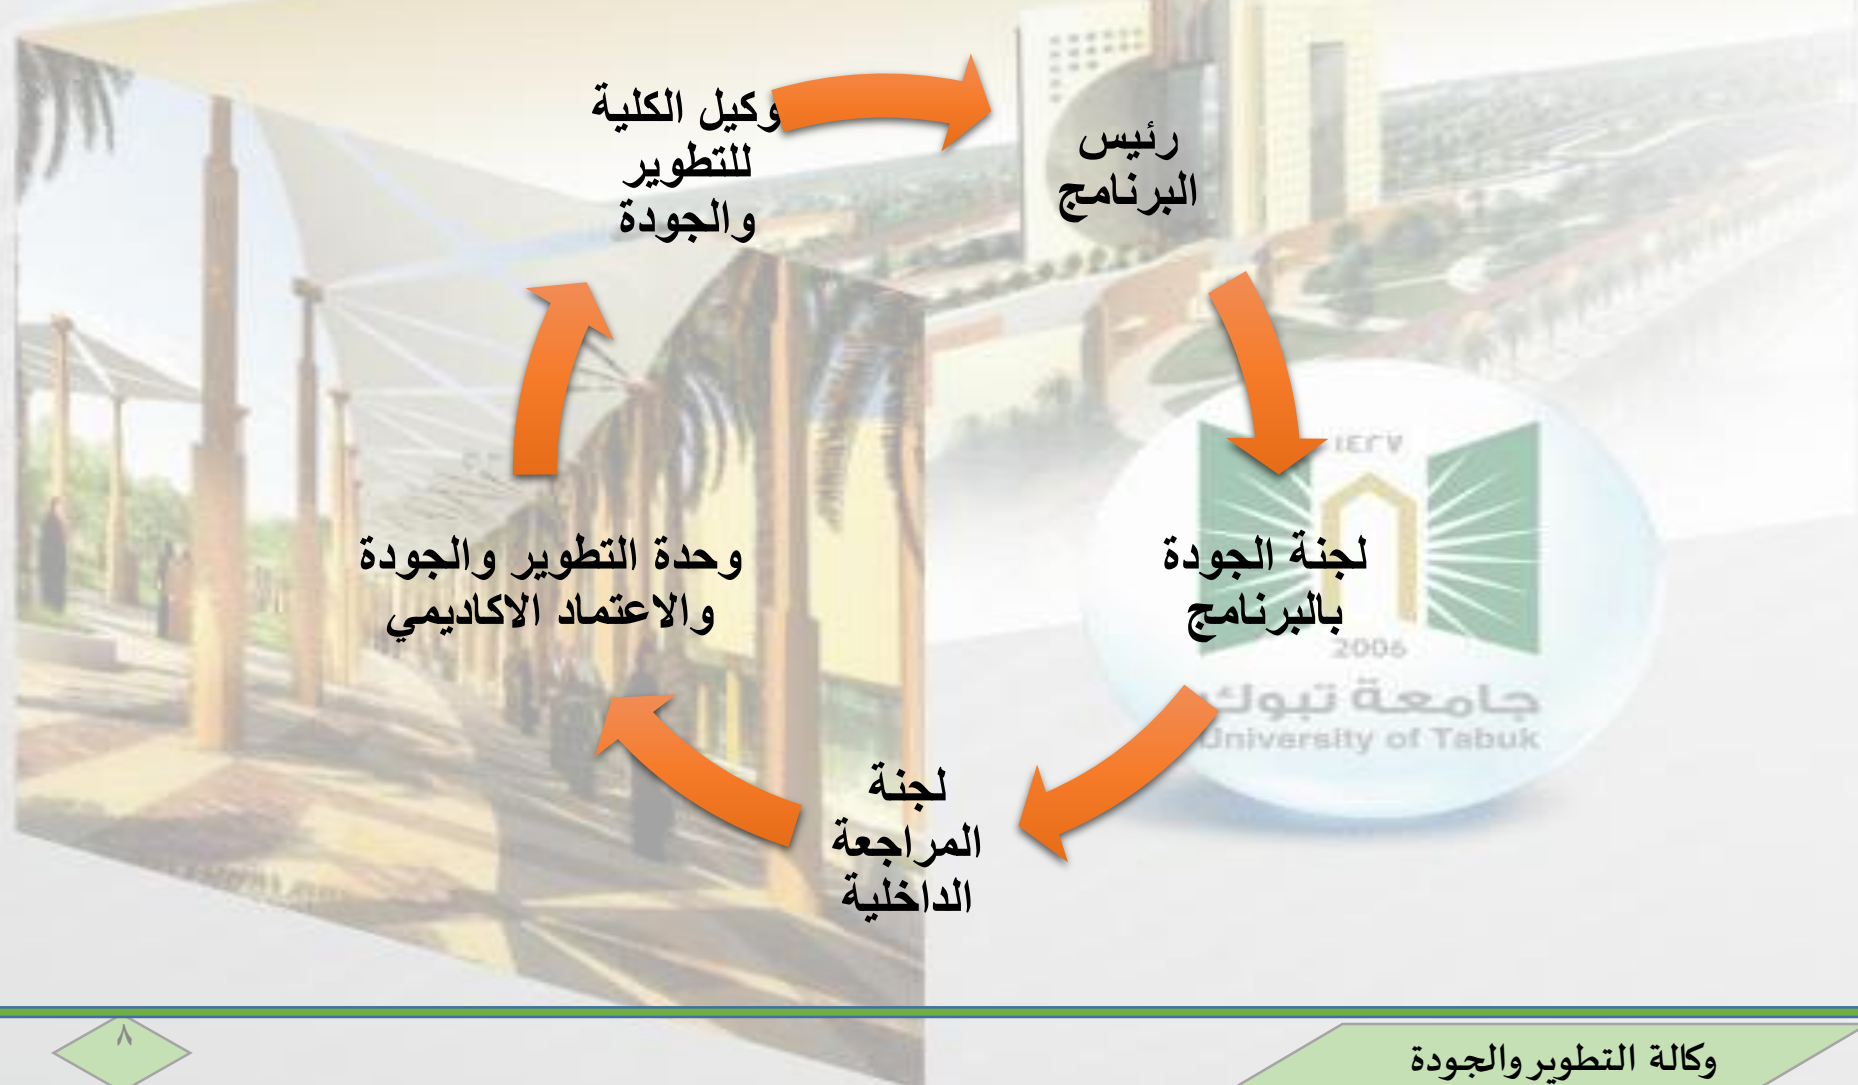 وكيل الكلية
للتطوير
والجودة
رئيس
البرنامج
لجنة الجودة
بالبرنامج
لجنة
المراجعة
الداخلية
وحدة التطوير والجودة
والاعتماد الاكاديمي
١٤٢٧
2006
جامعة تبوك
University of Tabuk
٨
وكالة التطوير والجودة